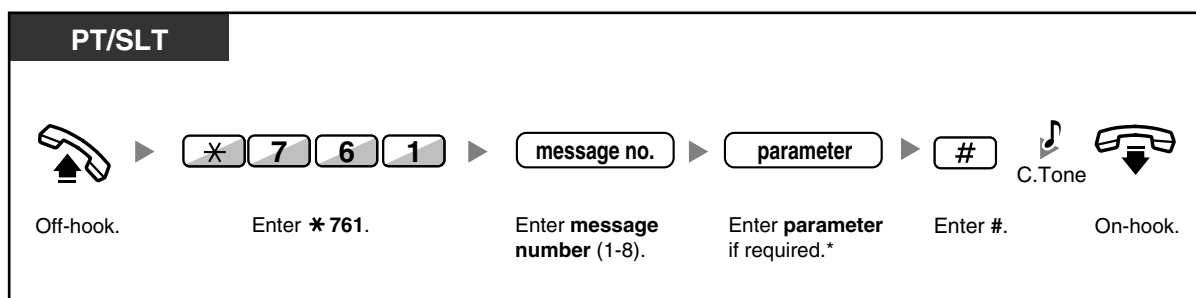 PT/SLT
* 7 6 1
message no.
parameter
#
C.Tone
Off-hook.
Enter * 761.
Enter message
number (1-8).
Enter parameter
if required.*
Enter #.
On-hook.